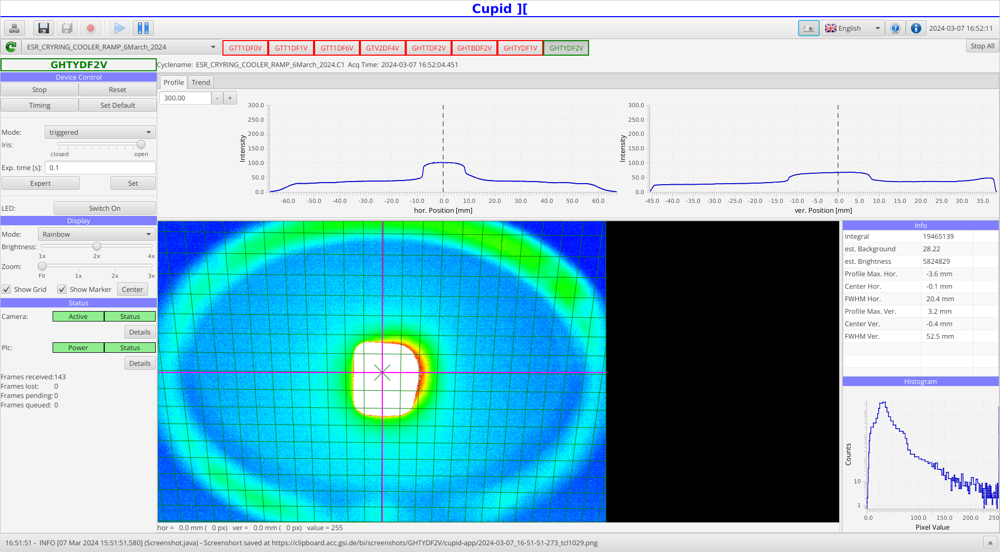 Cupid ][
English
2024-03-07 16:52:11
ESR_CRYRING_COOLER_RAMP_6March_2024
GTT1DF0V GTT1DF1V GTT1DF6V GTV2DF4V GHTTDF2V GHTBDF2V GHTYDF1V GHTYDF2V
Stop All
GHTYDF2V
Cyclename: ESR_CRYRING_COOLER_RAMP_6March_2024.C1 Acq Time: 2024-03-07 16:52:04.451
Device Control
Stop Reset
Timing Set Default
Mode: triggered
Iris:
closed open
Exp. time [s]: 0.1
Expert Set
LED: Switch On
Display
Mode: Rainbow
Brightness:
1x 2x 4x
Zoom:
Fit 1x 2x 3x
Show Grid Show Marker Center
Status
Camera: Active Status
Details
Plc: Power Status
Details
Frames received:143
Frames lost: 0
Frames pending: 0
Frames queued: 0
Profile Trend
300.00 - +
Intensity
300.0
250.0
200.0
150.0
100.0
50.0
0.0
-60.0 -50.0 -40.0 -30.0 -20.0 -10.0 0.0 10.0 20.0 30.0 40.0 50.0 60.0
hor. Position [mm]
Intensity
300.0
250.0
200.0
150.0
100.0
50.0
0.0
-45.0 -40.0 -35.0 -30.0 -25.0 -20.0 -15.0 -10.0 -5.0 0.0 5.0 10.0 15.0 20.0 25.0 30.0 35.0
ver. Position [mm]
hor = 0.0 mm ( 0 px) ver = 0.0 mm ( 0 px) value = 255
Info
Integral 19465139
est. Background 28.22
est. Brightness 5824829
Profile Max. Hor. -3.6 mm
Center Hor. -0.1 mm
FWHM Hor. 20.4 mm
Profile Max. Ver. 3.2 mm
Center Ver. -0.4 mm
FWHM Ver. 52.5 mm
Histogram
Counts
10
1
0.0 100.0 150.0 200.0 250
Pixel Value
16:51:51 - INFO [07 Mar 2024 15:51:51,580] (Screenshot.java) - Screenshort saved at https://clipboard.acc.gsi.de/bi/screenshots/GHTYDF2V/cupid-app/2024-03-07_16-51-51-273_tcl1029.png